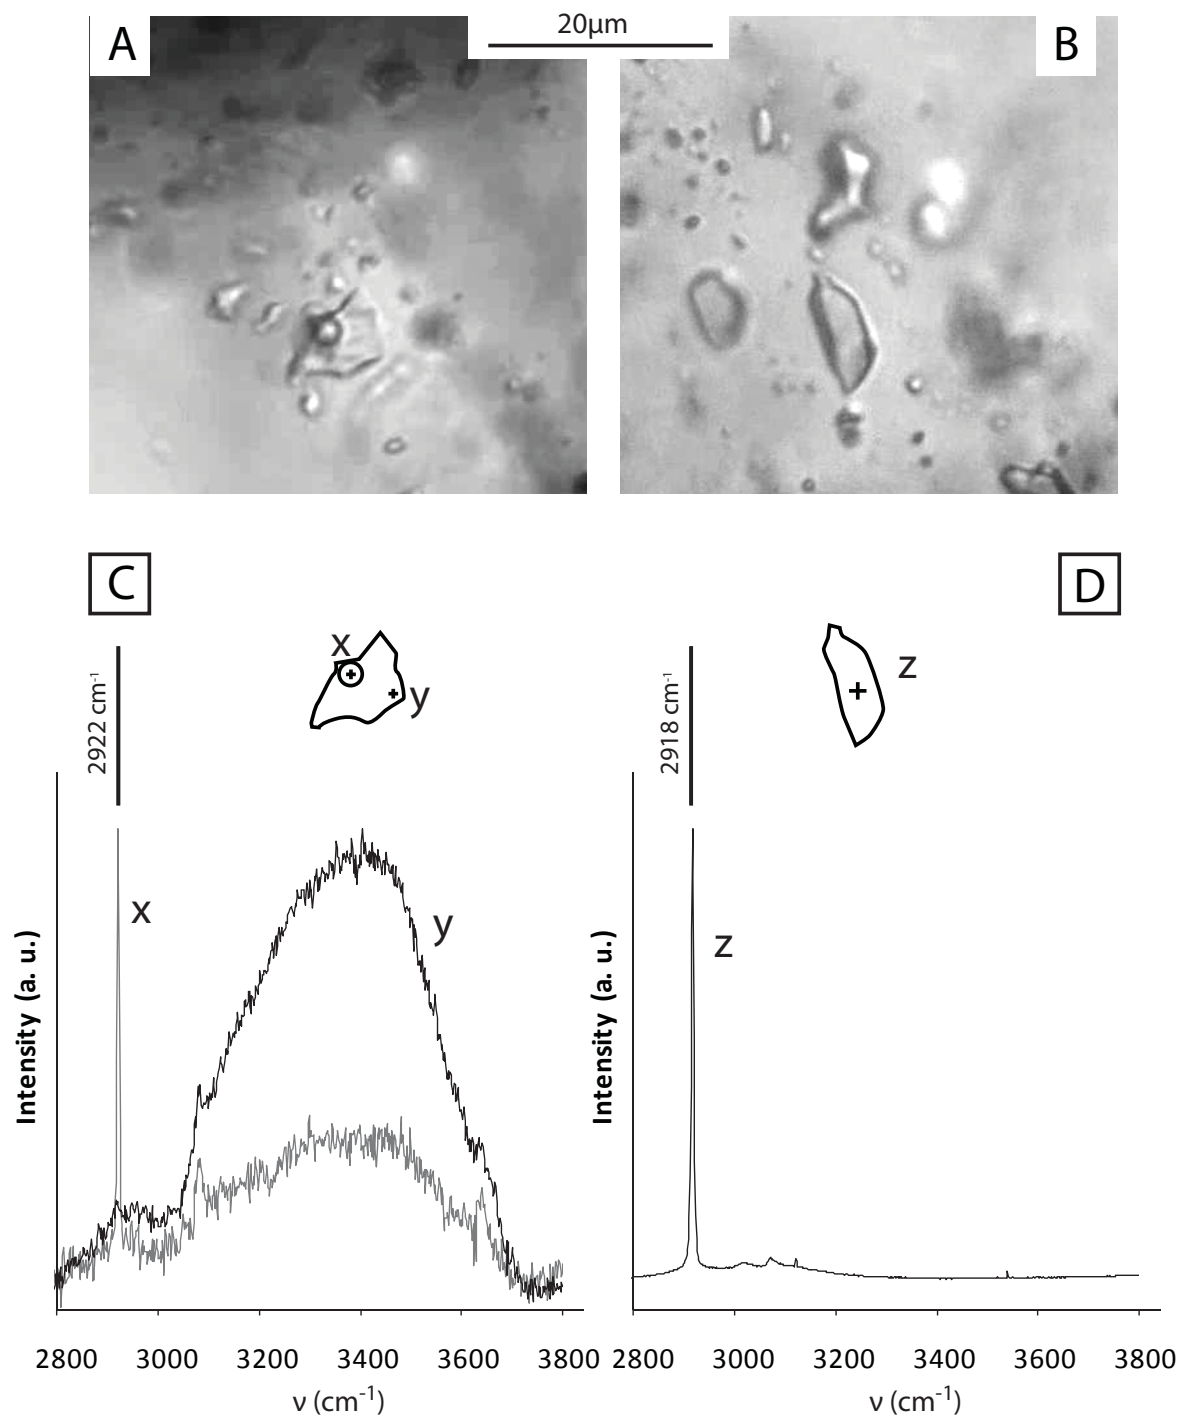 A
20µm
B
C
D
x
y
z
2922 cm-1
2918 cm-1
x
y
z
Intensity (a. u.)
Intensity (a. u.)
2800 3000 3200 3400 3600 3800
2800 3000 3200 3400 3600 3800
ν (cm-1)
ν (cm-1)